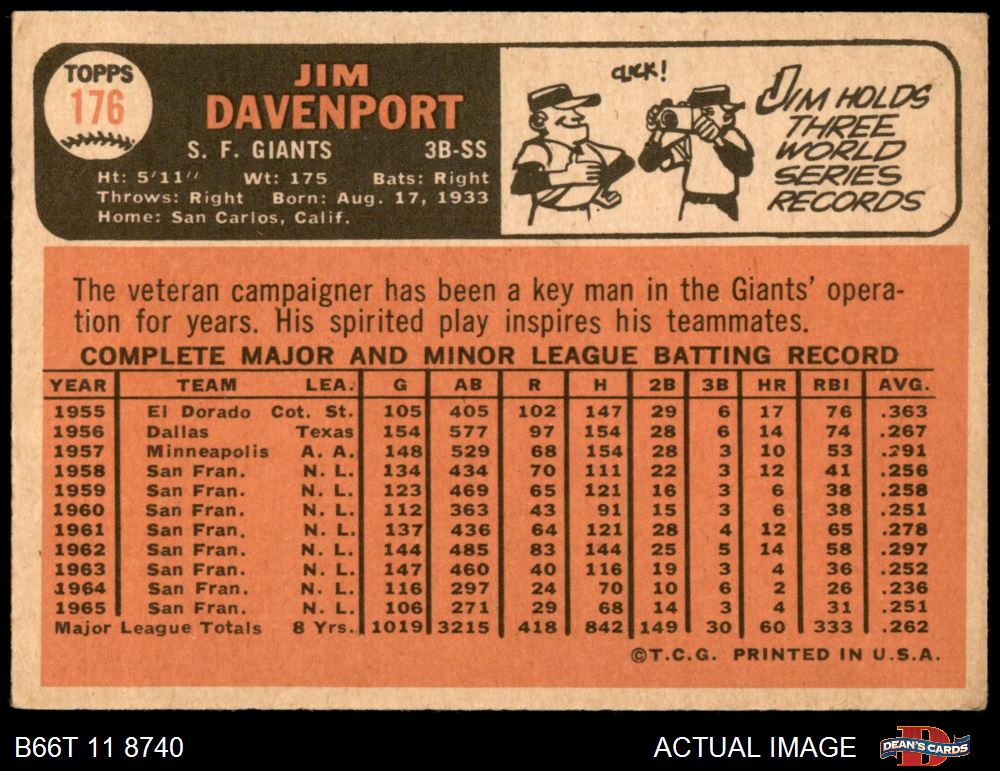 TOPPS
176
JIM
DAVENPORT
S. F. GIANTS 3B-SS
Ht: 5'11" Wt: 175 Bats: Right
Throws: Right Born: Aug. 17, 1933
Home: San Carlos, Calif.
CLICK!
JIM HOLDS
THREE
WORLD
SERIES
RECORDS
The veteran campaigner has been a key man in the Giants' opera-
tion for years. His spirited play inspires his teammates.
COMPLETE MAJOR AND MINOR LEAGUE BATTING RECORD
YEAR TEAM LEA. G AB R H 2B 3B HR RBI AVG.
1955 El Dorado Cot. St. 105 405 102 147 29 6 17 76 .363
1956 Dallas Texas 154 577 97 154 28 6 14 74 .267
1957 Minneapolis A. A. 148 529 68 154 28 3 10 53 .291
1958 San Fran. N. L. 134 434 70 111 22 3 12 41 .256
1959 San Fran. N. L. 123 469 65 121 16 3 6 38 .258
1960 San Fran. N. L. 112 363 43 91 15 3 6 38 .251
1961 San Fran. N. L. 137 436 64 121 28 4 12 65 .278
1962 San Fran. N. L. 144 485 83 144 25 5 14 58 .297
1963 San Fran. N. L. 147 460 40 116 19 3 4 36 .252
1964 San Fran. N. L. 116 297 24 70 10 6 2 26 .236
1965 San Fran. N. L. 106 271 29 68 14 3 4 31 .251
Major League Totals 8 Yrs. 1019 3215 418 842 149 30 60 333 .262
©T.C.G. PRINTED IN U.S.A.
B66T 11 8740 ACTUAL IMAGE DEAN'S CARDS